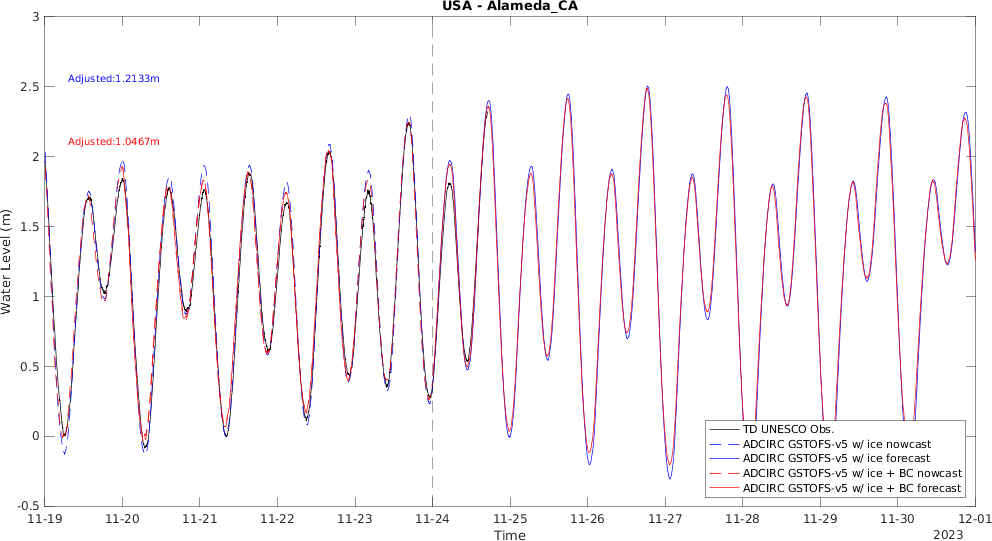 USA - Alameda_CA
3
2.5
2
1.5
1
0.5
0
-0.5
Water Level (m)
Adjusted:1.2133m
Adjusted:1.0467m
TD UNESCO Obs.
ADCIRC GSTOFS-v5 w/ ice nowcast
ADCIRC GSTOFS-v5 w/ ice forecast
ADCIRC GSTOFS-v5 w/ ice + BC nowcast
ADCIRC GSTOFS-v5 w/ ice + BC forecast
11-19 11-20 11-21 11-22 11-23 11-24 11-25 11-26 11-27 11-28 11-29 11-30 12-01
Time
2023